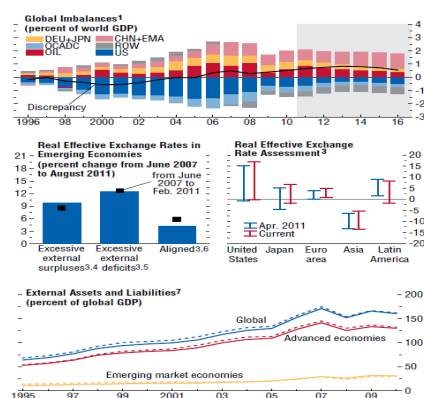 Global Imbalances¹
(percent of world GDP)
DEU+JPN CHN+EMA
OCADC ROW
OIL US
4
3
2
1
0
-1
-2
-3
Discrepancy
1996 98 2000 02 04 06 08 10 12 14 16
Real Effective Exchange Rates in
Emerging Economies
(percent change from June 2007
to August 2011)
21
18
15
12
9
6
3
0
from June
2007 to
Feb. 2011
Excessive Excessive Aligned3,6
external external
surpluses3,4 deficits3,5
Real Effective Exchange
Rate Assessment³
20
15
10
5
0
-5
-10
-15
-20
Apr. 2011
Current
United Japan Euro Asia Latin
States area America
External Assets and Liabilities⁷
(percent of global GDP)
200
150
100
50
0
Global
Advanced economies
Emerging market economies
1995 97 99 2001 03 05 07 09